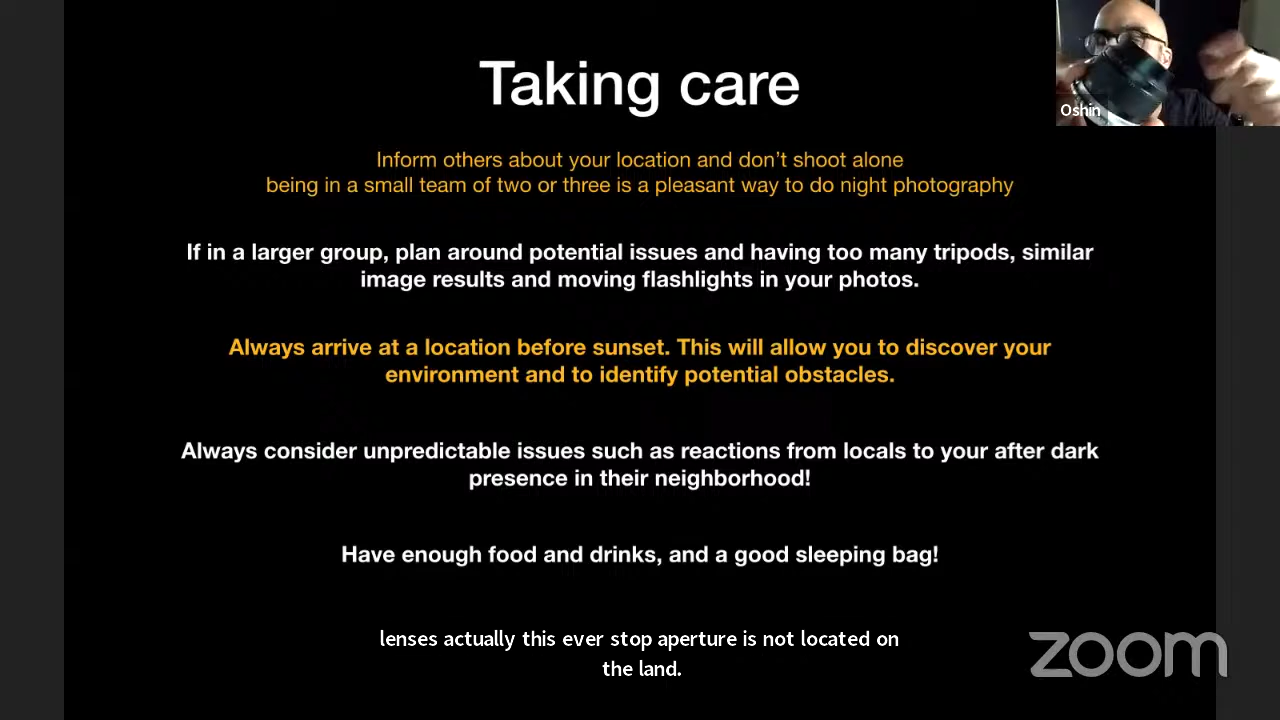 Taking care
Oshin
Inform others about your location and don't shoot alone
being in a small team of two or three is a pleasant way to do night photography
If in a larger group, plan around potential issues and having too many tripods, similar
image results and moving flashlights in your photos.
Always arrive at a location before sunset. This will allow you to discover your
environment and to identify potential obstacles.
Always consider unpredictable issues such as reactions from locals to your after dark
presence in their neighborhood!
Have enough food and drinks, and a good sleeping bag!
lenses actually this ever stop aperture is not located on
the land.
zoom